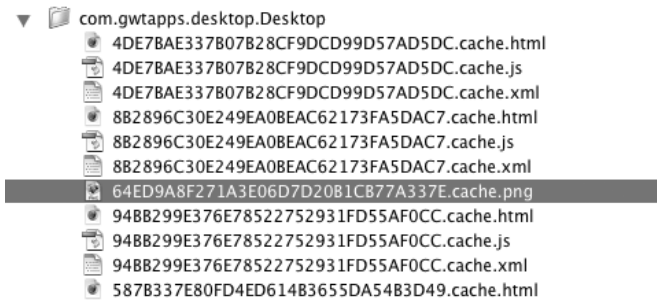 com.gwtapps.desktop.Desktop
4DE7BAE337B07B28CF9DCD99D57AD5DC.cache.html
4DE7BAE337B07B28CF9DCD99D57AD5DC.cache.js
4DE7BAE337B07B28CF9DCD99D57AD5DC.cache.xml
8B2896C30E249EA0BEAC62173FA5DAC7.cache.html
8B2896C30E249EA0BEAC62173FA5DAC7.cache.js
8B2896C30E249EA0BEAC62173FA5DAC7.cache.xml
64ED9A8F271A3E06D7D20B1CB77A337E.cache.png
94BB299E376E78522752931FD55AF0CC.cache.html
94BB299E376E78522752931FD55AF0CC.cache.js
94BB299E376E78522752931FD55AF0CC.cache.xml
587B337E80FD4ED614B3655DA54B3D49.cache.html